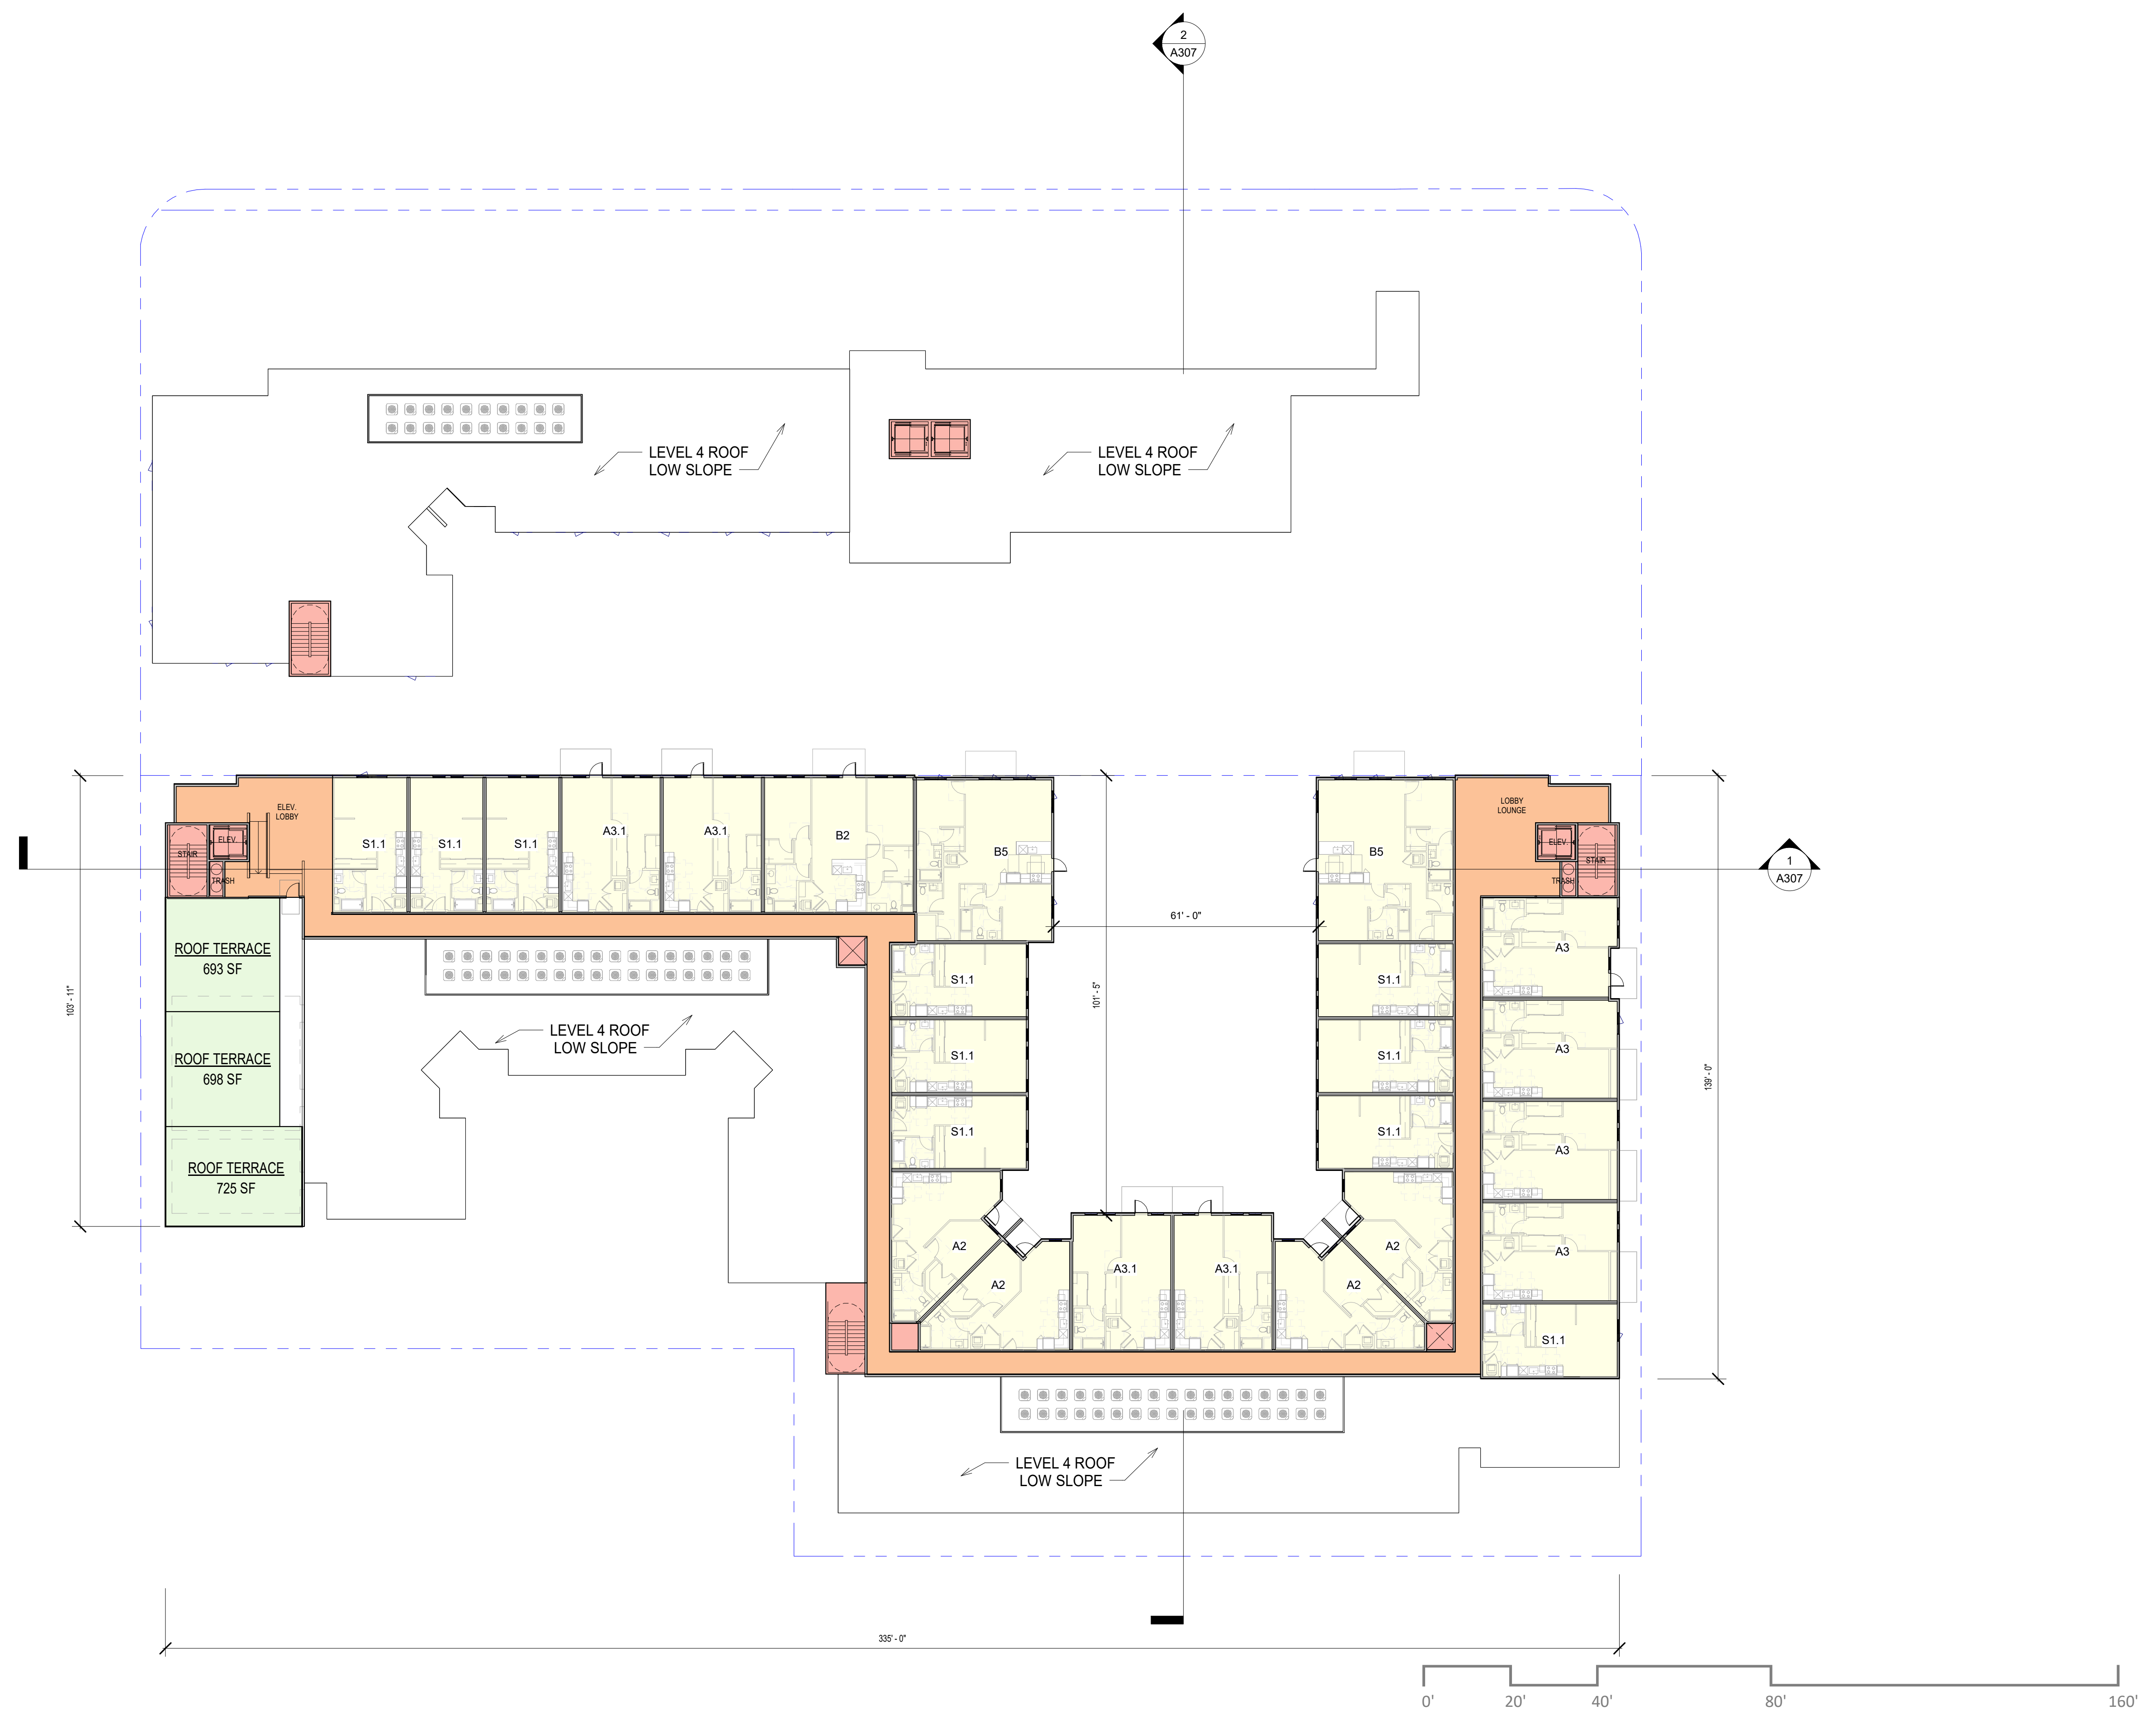 2
A307
LEVEL 4 ROOF
LOW SLOPE
LEVEL 4 ROOF
LOW SLOPE
ELEV.
LOBBY
LOBBY
LOUNGE
STAIR
ELEV.
TRASH
S1.1
S1.1
S1.1
A3.1
A3.1
B2
B5
B5
ELEV.
STAIR
TRASH
1
A307
61' - 0"
ROOF TERRACE
693 SF
103' - 11"
101' - 5"
139' - 0"
S1.1
S1.1
A3
LEVEL 4 ROOF
LOW SLOPE
ROOF TERRACE
698 SF
S1.1
S1.1
A3
S1.1
S1.1
A3
ROOF TERRACE
725 SF
A2
A2
A3.1
A3.1
A2
A2
A3
S1.1
LEVEL 4 ROOF
LOW SLOPE
335' - 0"
0'
20'
40'
80'
160'